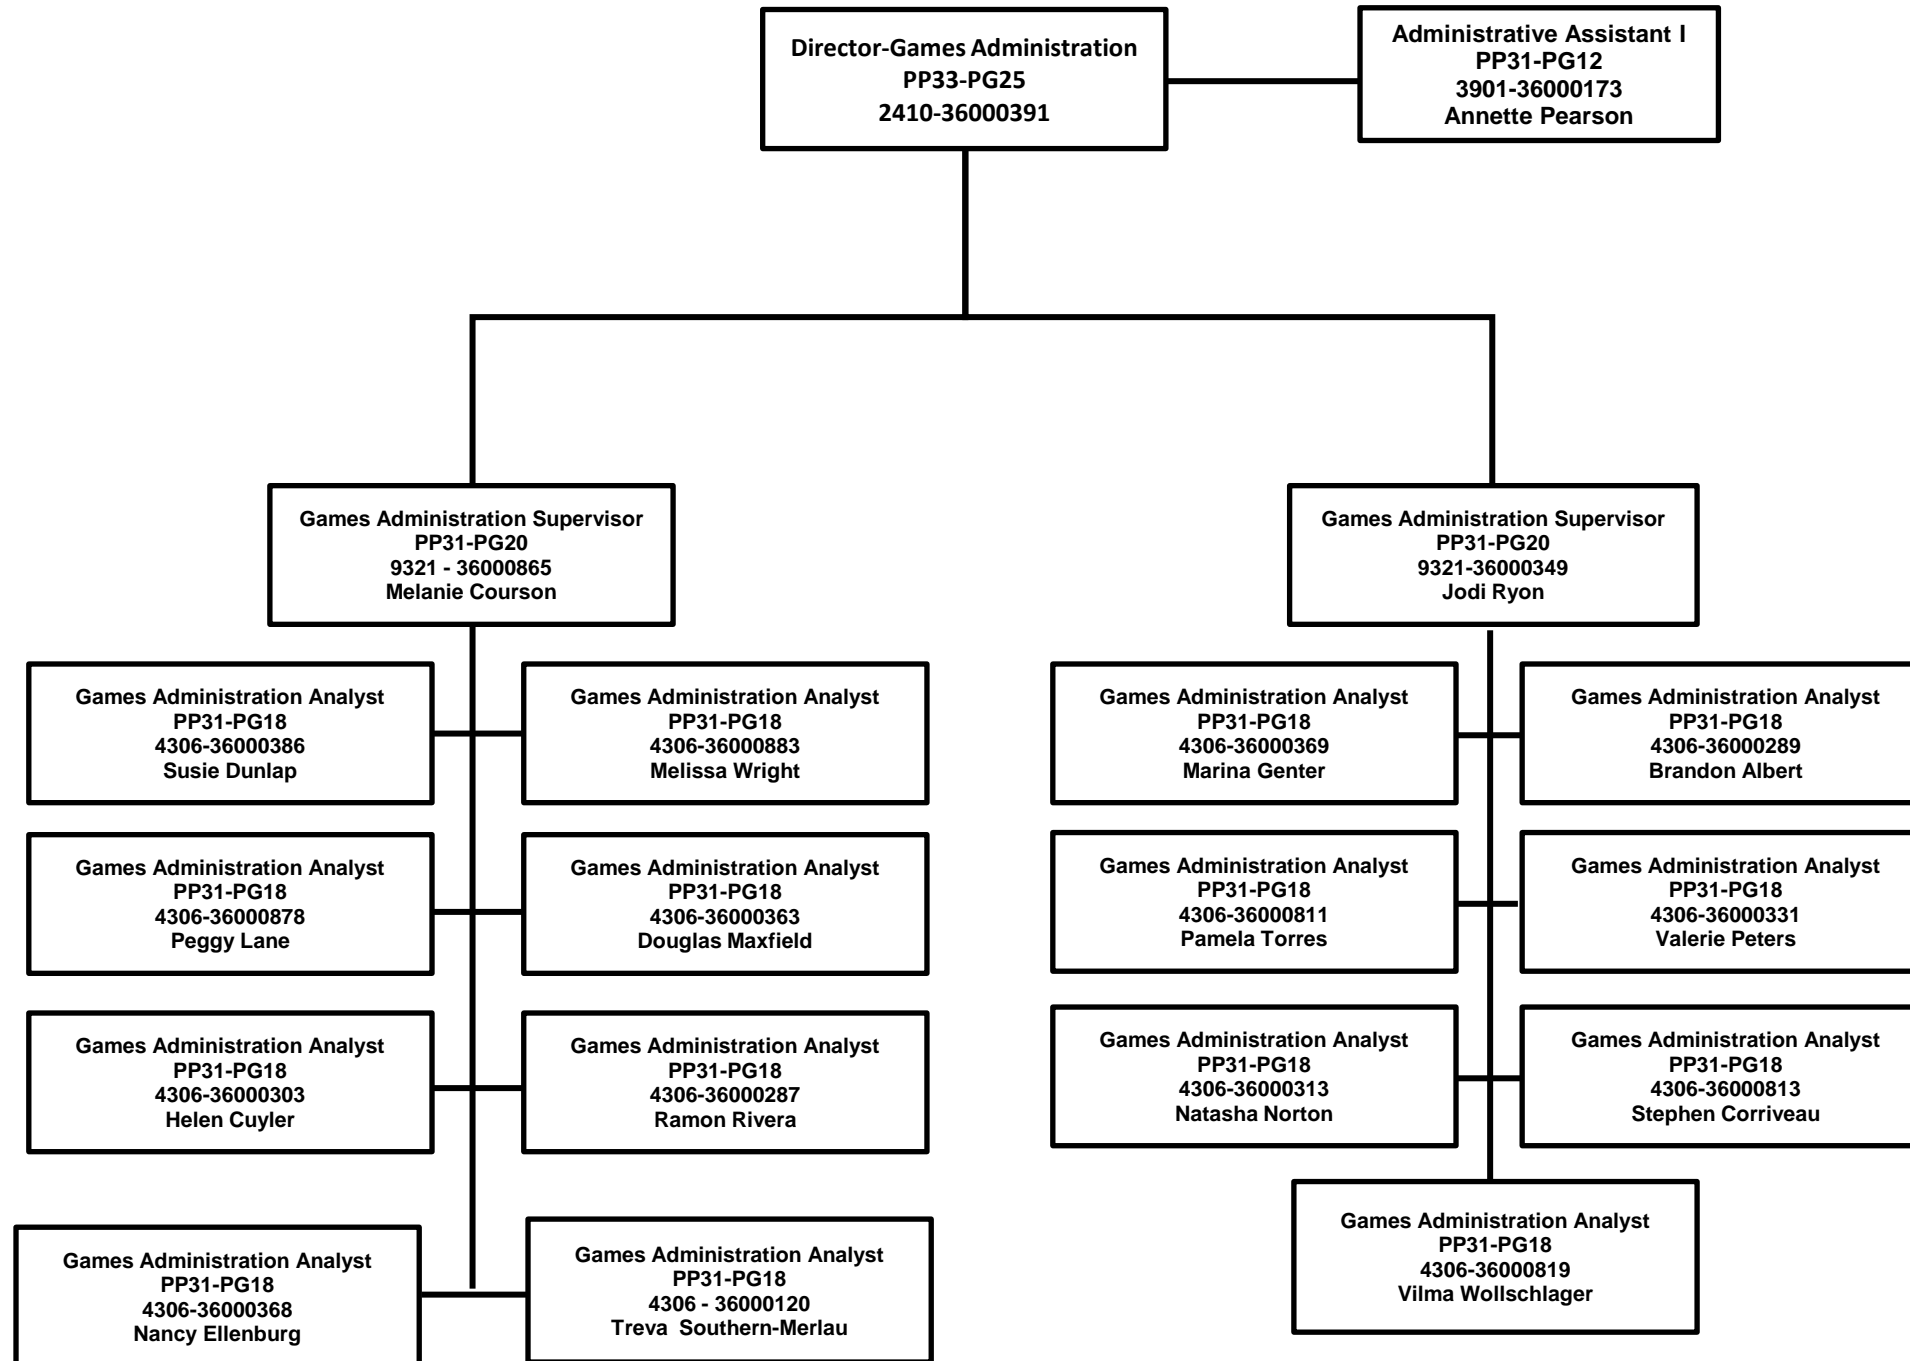 Director-Games Administration
PP33-PG25
2410-36000391
Administrative Assistant I
PP31-PG12
3901-36000173
Annette Pearson
Games Administration Supervisor
PP31-PG20
9321 - 36000865
Melanie Courson
Games Administration Supervisor
PP31-PG20
9321-36000349
Jodi Ryon
Games Administration Analyst
PP31-PG18
4306-36000386
Susie Dunlap
Games Administration Analyst
PP31-PG18
4306-36000883
Melissa Wright
Games Administration Analyst
PP31-PG18
4306-36000369
Marina Genter
Games Administration Analyst
PP31-PG18
4306-36000289
Brandon Albert
Games Administration Analyst
PP31-PG18
4306-36000878
Peggy Lane
Games Administration Analyst
PP31-PG18
4306-36000363
Douglas Maxfield
Games Administration Analyst
PP31-PG18
4306-36000811
Pamela Torres
Games Administration Analyst
PP31-PG18
4306-36000331
Valerie Peters
Games Administration Analyst
PP31-PG18
4306-36000303
Helen Cuyler
Games Administration Analyst
PP31-PG18
4306-36000287
Ramon Rivera
Games Administration Analyst
PP31-PG18
4306-36000313
Natasha Norton
Games Administration Analyst
PP31-PG18
4306-36000813
Stephen Corriveau
Games Administration Analyst
PP31-PG18
4306-36000368
Nancy Ellenburg
Games Administration Analyst
PP31-PG18
4306 - 36000120
Treva  Southern-Merlau
Games Administration Analyst
PP31-PG18
4306-36000819
Vilma Wollschlager